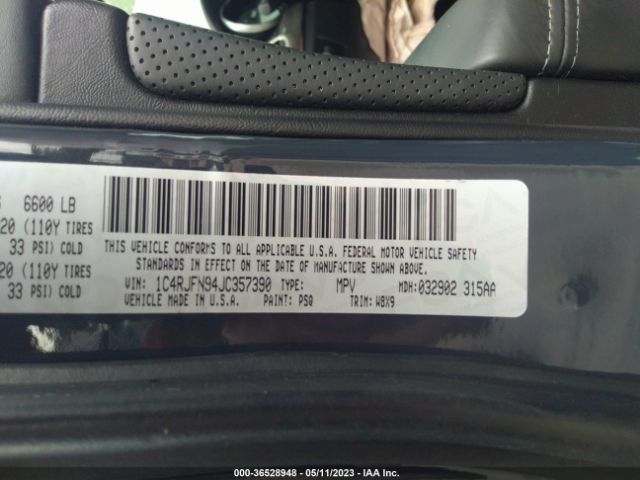 6600 LB
20 (110Y TIRES
33 PSI) COLD
20 (110Y TIRES
33 PSI) COLD
THIS VEHICLE CONFORMS TO ALL APPLICABLE U.S.A. FEDERAL MOTOR VEHICLE SAFETY
STANDARDS IN EFFECT ON THE DATE OF MANUFACTURE SHOWN ABOVE.
VIN: 1C4RJFN94JC357390 TYPE: MPV MDH:032902 315AA
VEHICLE MADE IN U.S.A. PAINT: PSQ TRIM: W8X9
000-36528948 - 05/11/2023 - IAA Inc.